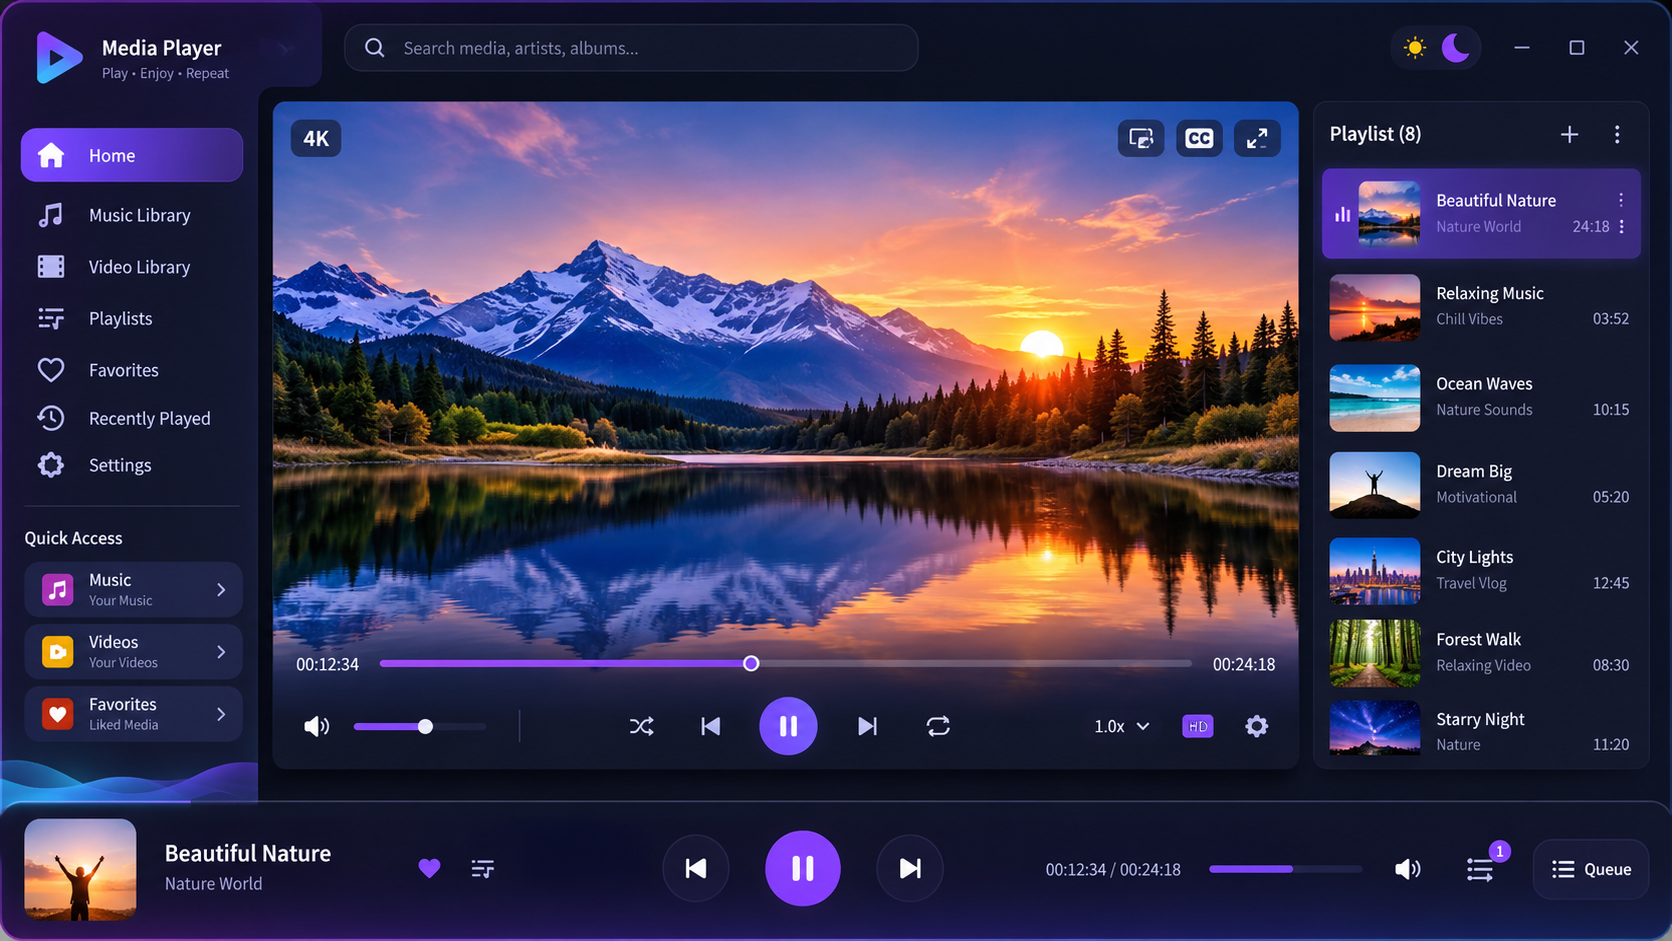 Media Player
Play • Enjoy • Repeat
Search media, artists, albums...
Home
Music Library
Video Library
Playlists
Favorites
Recently Played
Settings
Quick Access
Music
Your Music
Videos
Your Videos
Favorites
Liked Media
4K
CC
00:12:34
00:24:18
1.0x
HD
Playlist (8)
Beautiful Nature
Nature World
24:18
Relaxing Music
Chill Vibes
03:52
Ocean Waves
Nature Sounds
10:15
Dream Big
Motivational
05:20
City Lights
Travel Vlog
12:45
Forest Walk
Relaxing Video
08:30
Starry Night
Nature
11:20
Beautiful Nature
Nature World
00:12:34 / 00:24:18
1
Queue